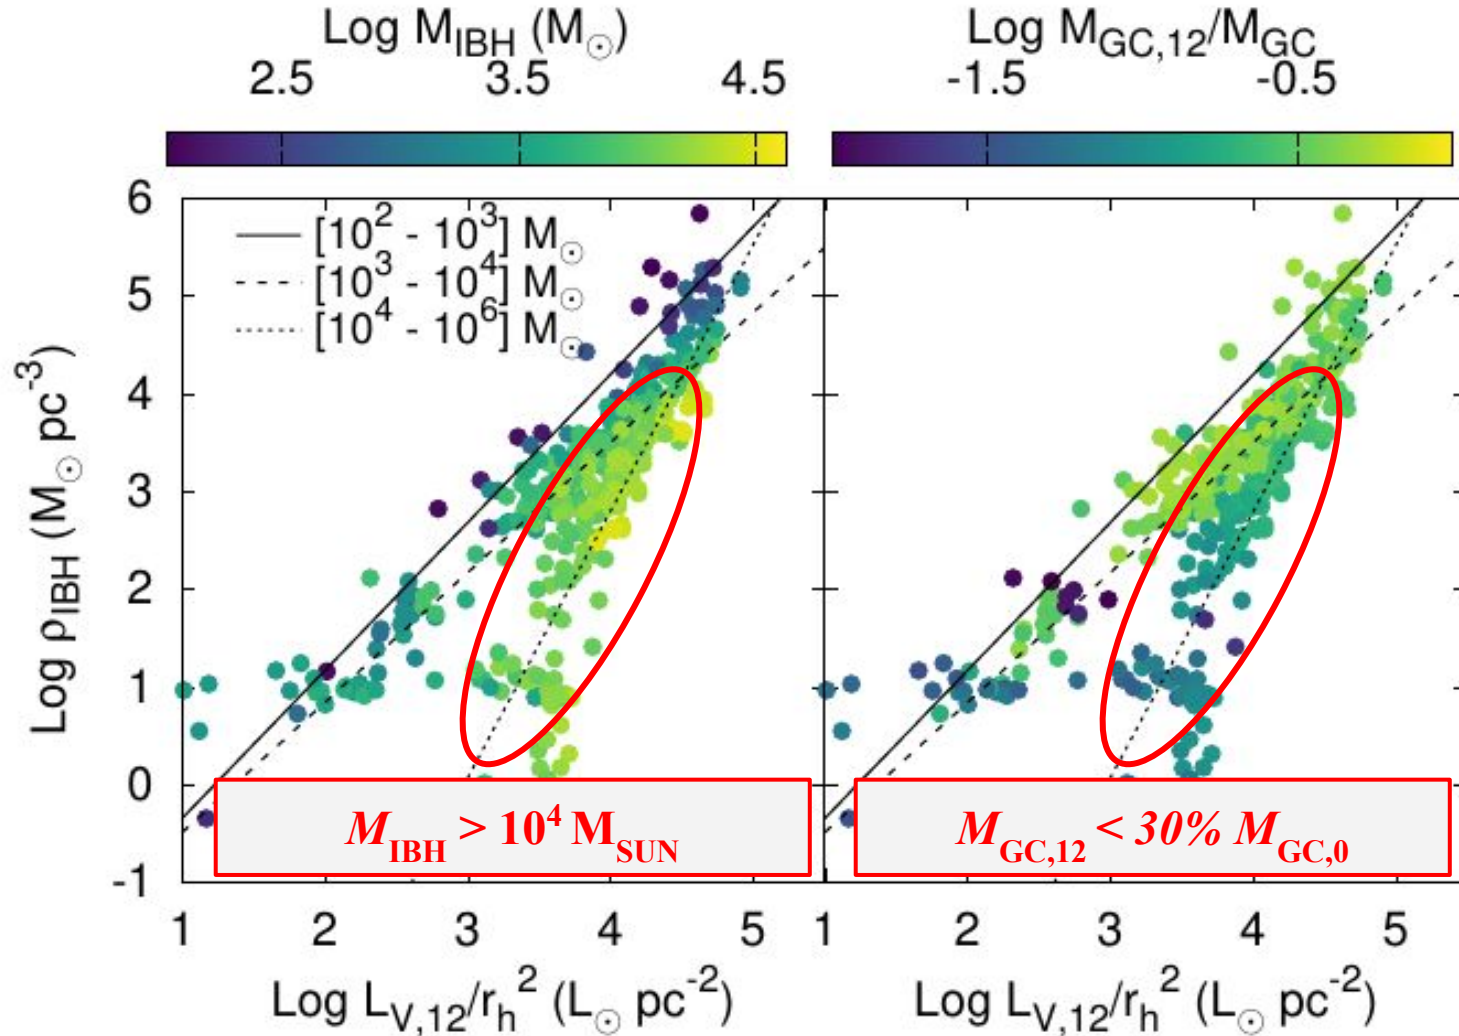 Log M_IBH (M_⊙) Log M_GC,12/M_GC
2.5 3.5 4.5 -1.5 -0.5
6
5
4
3
2
1
0
-1
Log ρ_IBH (M_⊙ pc^-3)
[10^2 - 10^3] M_⊙
[10^3 - 10^4] M_⊙
[10^4 - 10^6] M_⊙
M_IBH > 10^4 M_SUN M_GC,12 < 30% M_GC,0
1 2 3 4 5 1 2 3 4 5
Log L_V,12/r_h^2 (L_⊙ pc^-2) Log L_V,12/r_h^2 (L_⊙ pc^-2)